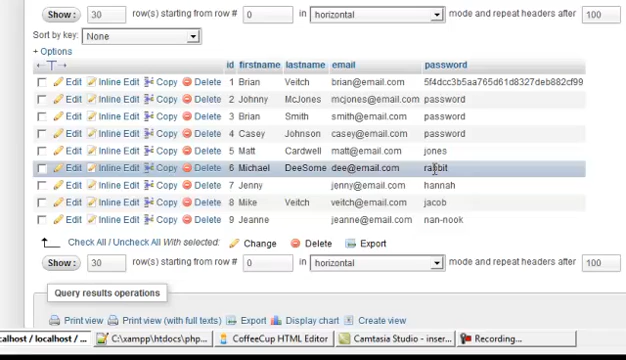 Show : 30 row(s) starting from row # 0 in horizontal mode and repeat headers after 100
Sort by key: None
+ Options
←T→ id firstname lastname email password
Edit Inline Edit Copy Delete 1 Brian Veitch brian@email.com 5f4dcc3b5aa765d61d8327deb882cf99
Edit Inline Edit Copy Delete 2 Johnny McJones mcjones@email.com password
Edit Inline Edit Copy Delete 3 Brian Smith smith@email.com password
Edit Inline Edit Copy Delete 4 Casey Johnson casey@email.com password
Edit Inline Edit Copy Delete 5 Matt Cardwell matt@email.com jones
Edit Inline Edit Copy Delete 6 Michael DeeSome dee@email.com rabbit
Edit Inline Edit Copy Delete 7 Jenny jenny@email.com hannah
Edit Inline Edit Copy Delete 8 Mike Veitch veitch@email.com jacob
Edit Inline Edit Copy Delete 9 Jeanne jeanne@email.com nan-nook
Check All / Uncheck All With selected: Change Delete Export
Show : 30 row(s) starting from row # 0 in horizontal mode and repeat headers after 100
Query results operations
Print view Print view (with full texts) Export Display chart Create view
calhost / localhost / ... C:\xampp\htdocs\php... CoffeeCup HTML Editor Camtasia Studio - inser... Recording...